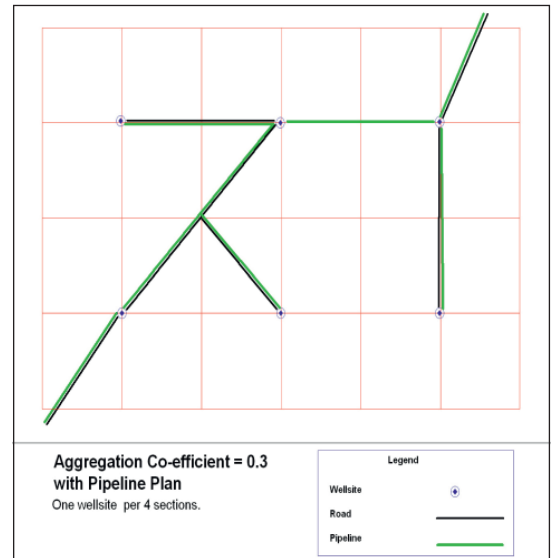 Aggregation Co-efficient = 0.3
with Pipeline Plan
One wellsite per 4 sections.
Legend
Wellsite
Road
Pipeline